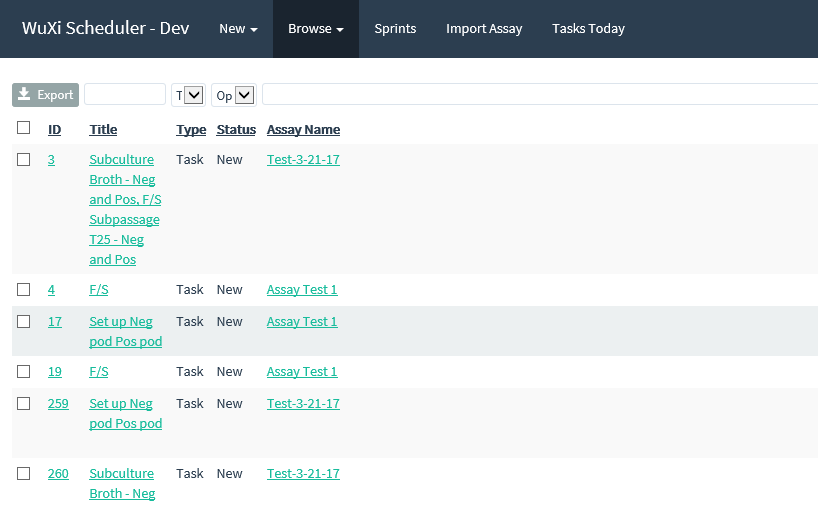 WuXi Scheduler - Dev New Browse Sprints Import Assay Tasks Today
Export T Op
ID Title Type Status Assay Name
3 Subculture Task New Test-3-21-17
Broth - Neg
and Pos, F/S
Subpassage
T25 - Neg
and Pos
4 F/S Task New Assay Test 1
17 Set up Neg Task New Assay Test 1
pod Pos pod
19 F/S Task New Assay Test 1
259 Set up Neg Task New Test-3-21-17
pod Pos pod
260 Subculture Task New Test-3-21-17
Broth - Neg